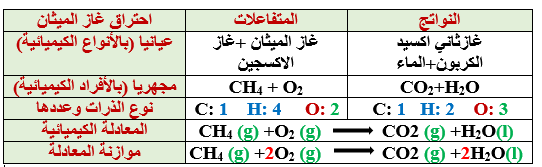 احتراق غاز الميثان	المتفاعلات	النواتج
عيانيا (بالأنواع الكيميائية)	غاز الميثان +غاز الاكسجين	غازثاني اكسيد الكربون+الماء
مجهريا (بالأفراد الكيميائية)	CH4 + O2	CO2+H2O
نوع الذرات وعددها	C: 1 H: 4 O: 2	C: 1 H: 2 O: 3
المعادلة الكيميائية	CH4 (g) +O2 (g) ⟶ CO2 (g) +H2O(l)
موازنة المعادلة	CH4 (g) +2O2 (g) ⟶ CO2 (g) +2H2O(l)